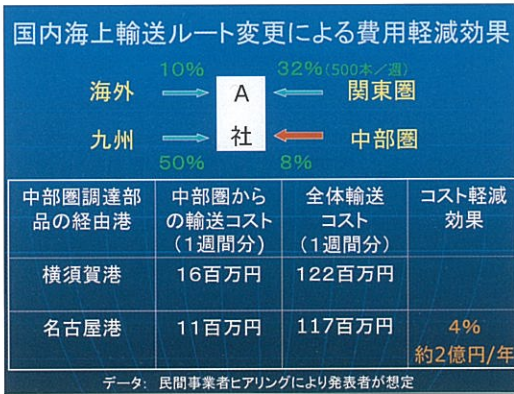 国内海上輸送ルート変更による費用軽減効果
10% 32%(500本/週)
海外 A 関東圏
九州 社 中部圏
50% 8%
中部圏調達部 中部圏から 全体輸送 コスト軽減
品の経由港 の輸送コスト コスト 効果
(1週間分) (1週間分)
横須賀港 16百万円 122百万円
名古屋港 11百万円 117百万円 4%
約2億円/年
データ: 民間事業者ヒアリングにより発表者が想定